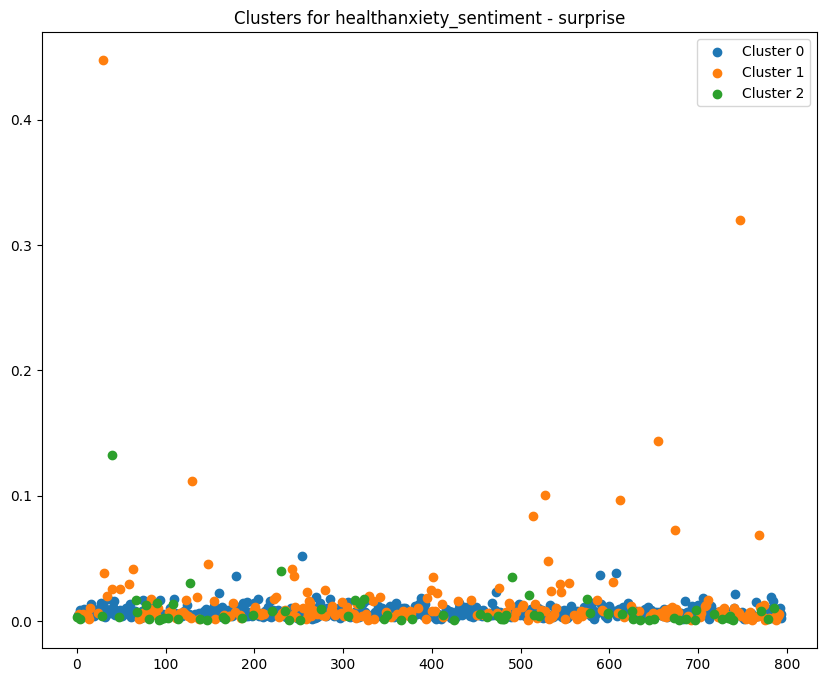 Clusters for healthanxiety_sentiment - surprise
Cluster 0
Cluster 1
Cluster 2
0.4
0.3
0.2
0.1
0.0
0 100 200 300 400 500 600 700 800